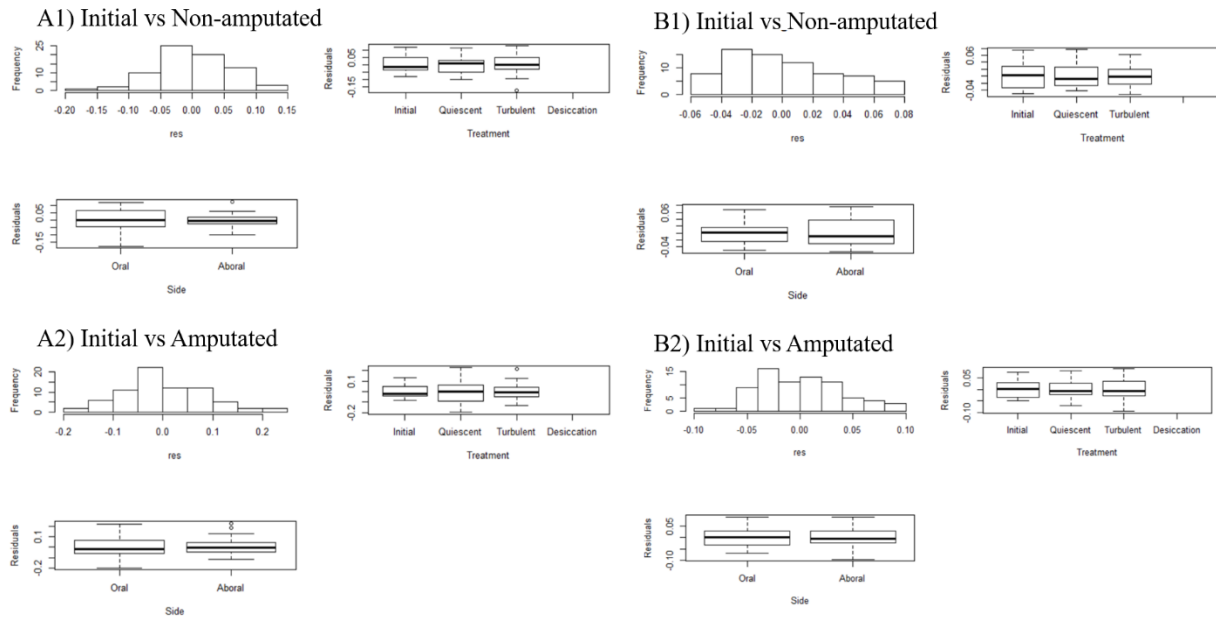 A1) Initial vs Non-amputated
Frequency
0 10 25
-0.20 -0.15 -0.10 -0.05 0.00 0.05 0.10 0.15
res
Residuals
-0.15 0.05
Initial Quiescent Turbulent Desiccation
Treatment
Residuals
-0.15 0.05
Oral Aboral
Side
B1) Initial vs Non-amputated
Frequency
0 10
-0.06 -0.04 -0.02 0.00 0.02 0.04 0.06 0.08
res
Residuals
-0.04 0.06
Initial Quiescent Turbulent
Treatment
Residuals
-0.04 0.06
Oral Aboral
Side
A2) Initial vs Amputated
Frequency
0 10 20
-0.2 -0.1 0.0 0.1 0.2
res
Residuals
-0.2 0.1
Initial Quiescent Turbulent Desiccation
Treatment
Residuals
-0.2 0.1
Oral Aboral
Side
B2) Initial vs Amputated
Frequency
0 5 15
-0.10 -0.05 0.00 0.05 0.10
res
Residuals
-0.10 0.05
Initial Quiescent Turbulent Desiccation
Treatment
Residuals
-0.10 0.05
Oral Aboral
Side